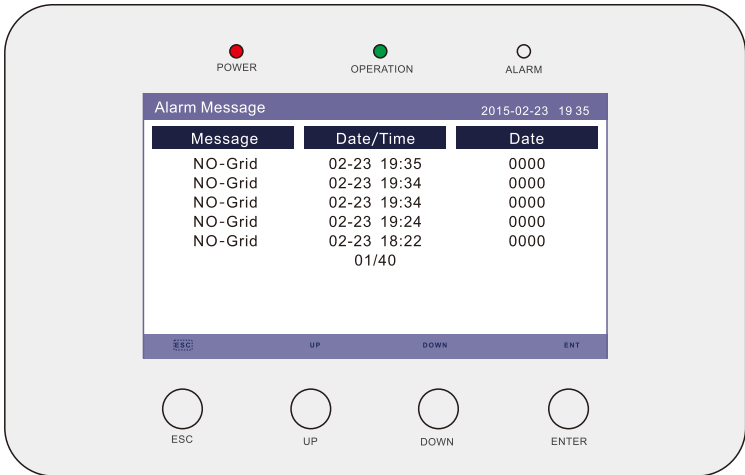 POWER OPERATION ALARM
Alarm Message 2015-02-23 19 35
Message Date/Time Date
NO-Grid 02-23 19:35 0000
NO-Grid 02-23 19:34 0000
NO-Grid 02-23 19:34 0000
NO-Grid 02-23 19:24 0000
NO-Grid 02-23 18:22 0000
01/40
ESC UP DOWN ENT
ESC UP DOWN ENTER